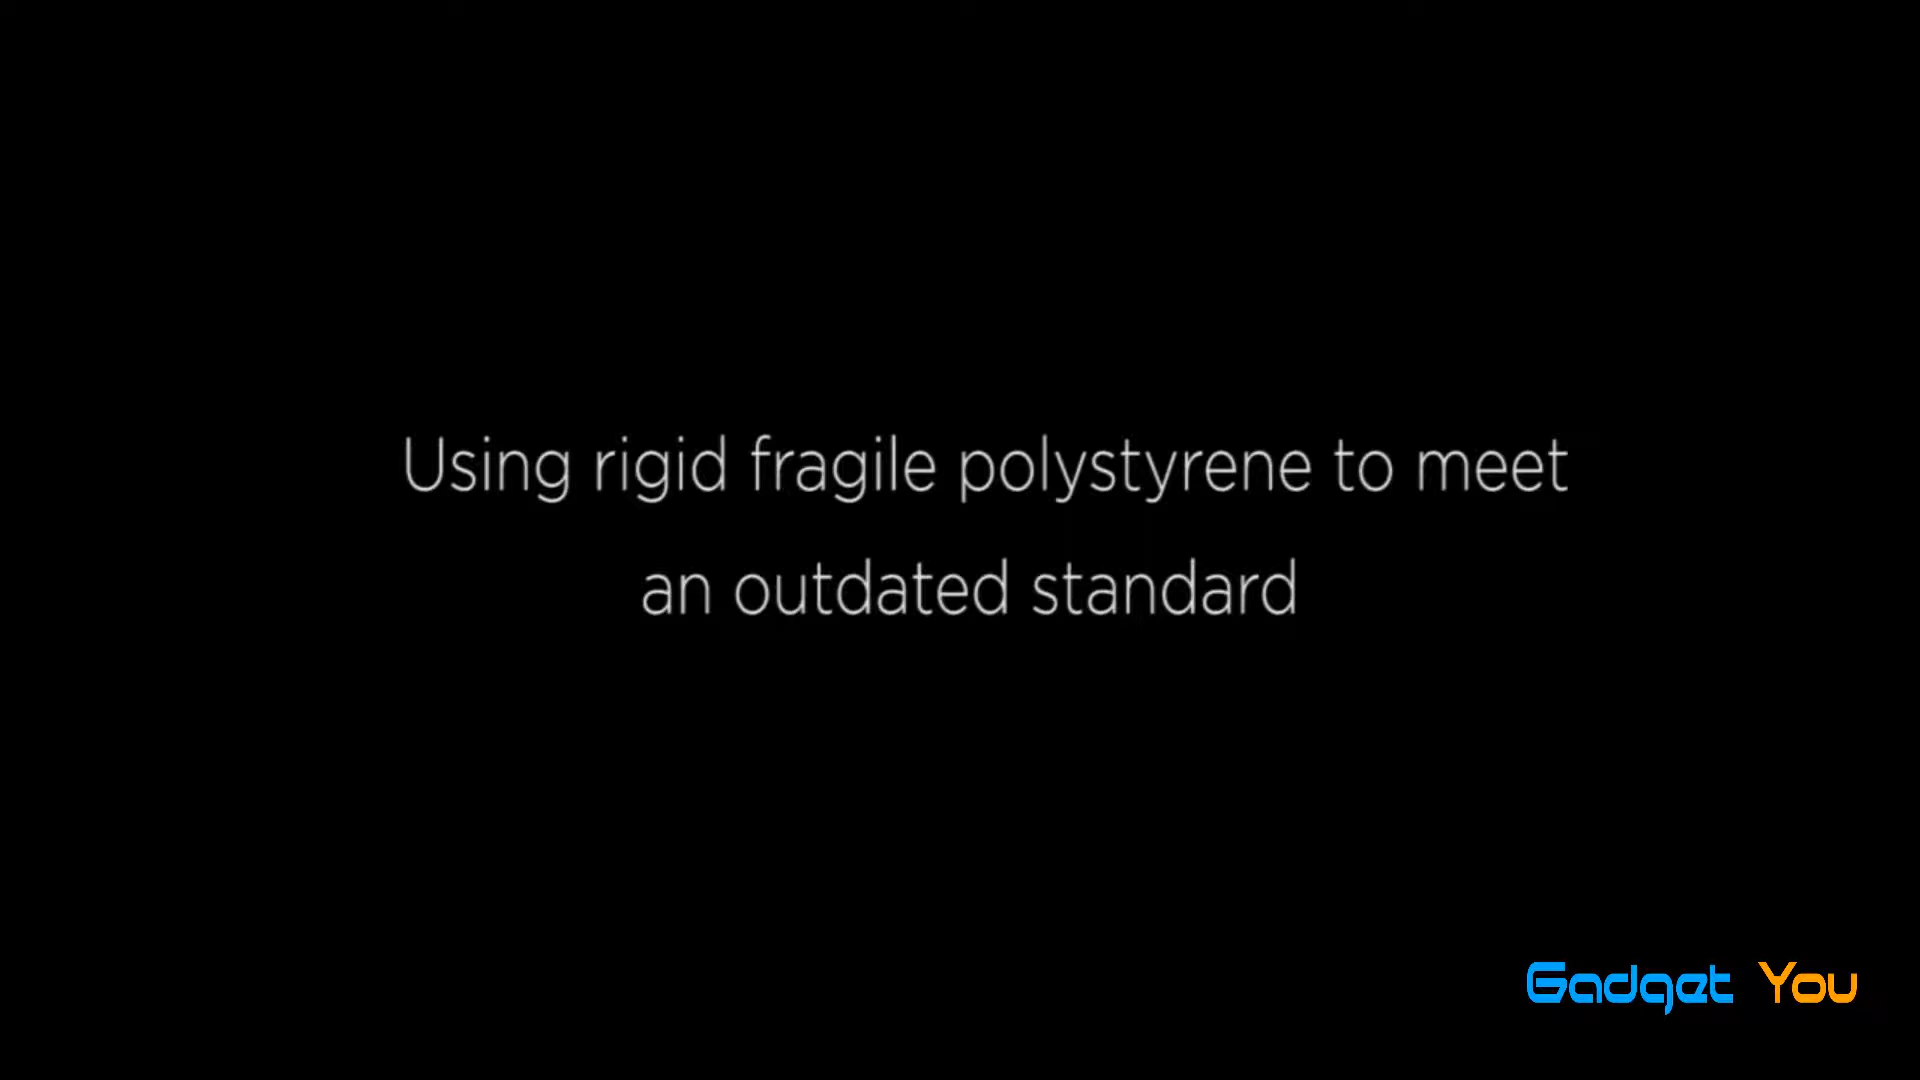 Using rigid fragile polystyrene to meet
an outdated standard
Gadget You